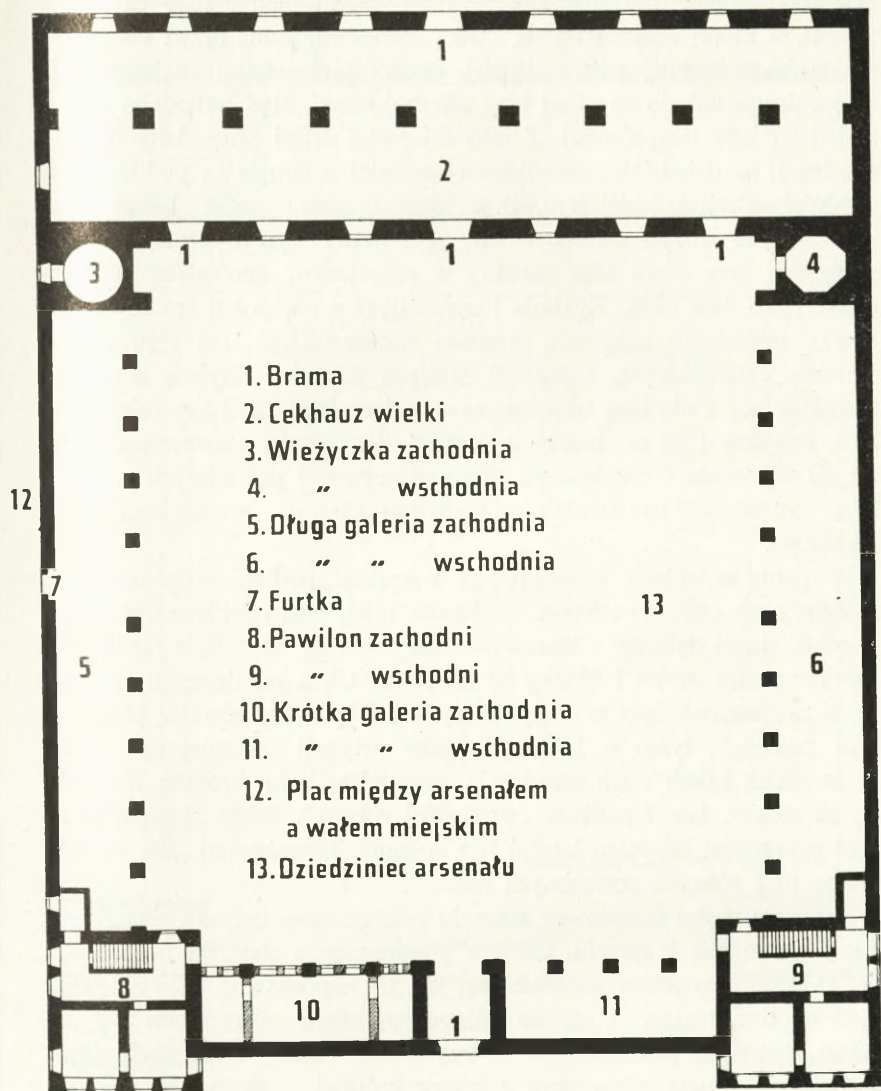 1
2
1 1 1
3 4
1. Brama
2. Cekhauz wielki
3. Wieżyczka zachodnia
4. „ wschodnia
5. Długa galeria zachodnia
6. „ „ wschodnia
7. Furtka
8. Pawilon zachodni
9. „ wschodni
10. Krótka galeria zachodnia
11. „ „ wschodnia
12. Plac między arsenałem
a wałem miejskim
13. Dziedziniec arsenału
12
7
13
5 6
8 9
10 1 11